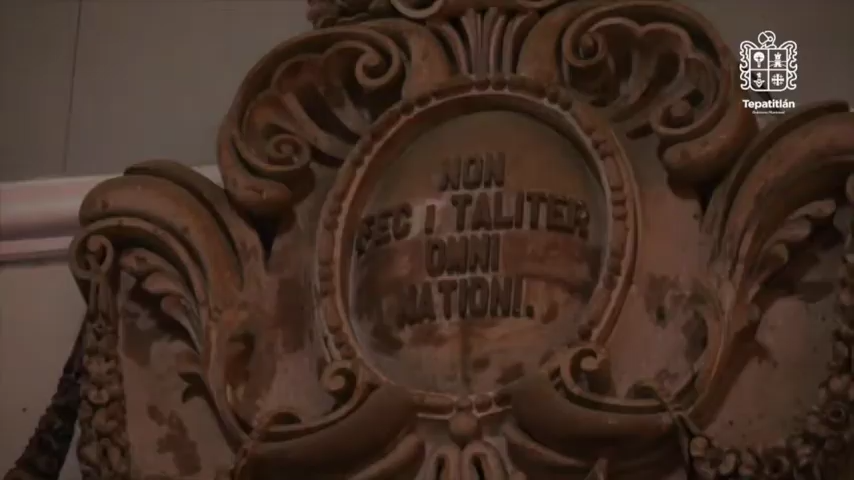 NON
FEC I TALITER
OMNI
NATIONI.
Tepatitlán